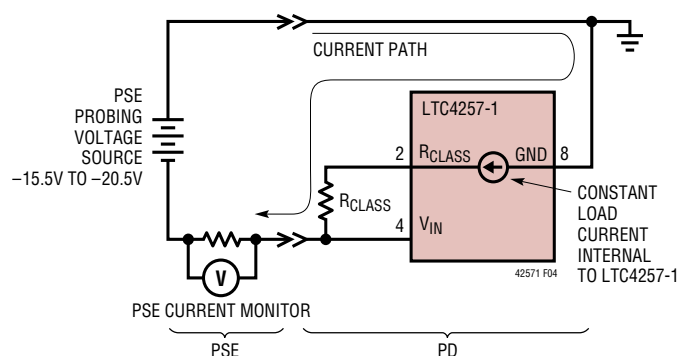 CURRENT PATH
PSE
PROBING
VOLTAGE
SOURCE
–15.5V TO –20.5V
LTC4257-1
2
RCLASS
GND
8
RCLASS
4
VIN
CONSTANT
LOAD
CURRENT
INTERNAL
TO LTC4257-1
V
42571 F04
PSE CURRENT MONITOR
PSE
PD